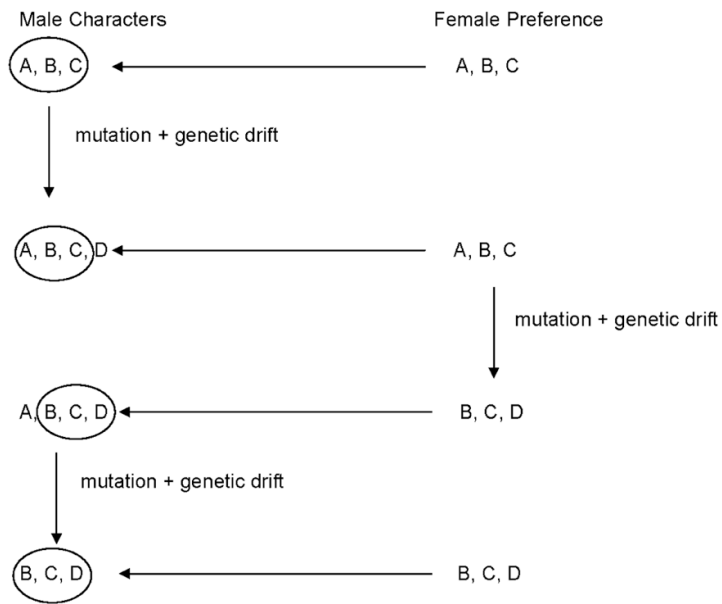 Male Characters Female Preference
A, B, C A, B, C
mutation + genetic drift
A, B, C, D A, B, C
mutation + genetic drift
A, B, C, D B, C, D
mutation + genetic drift
B, C, D B, C, D